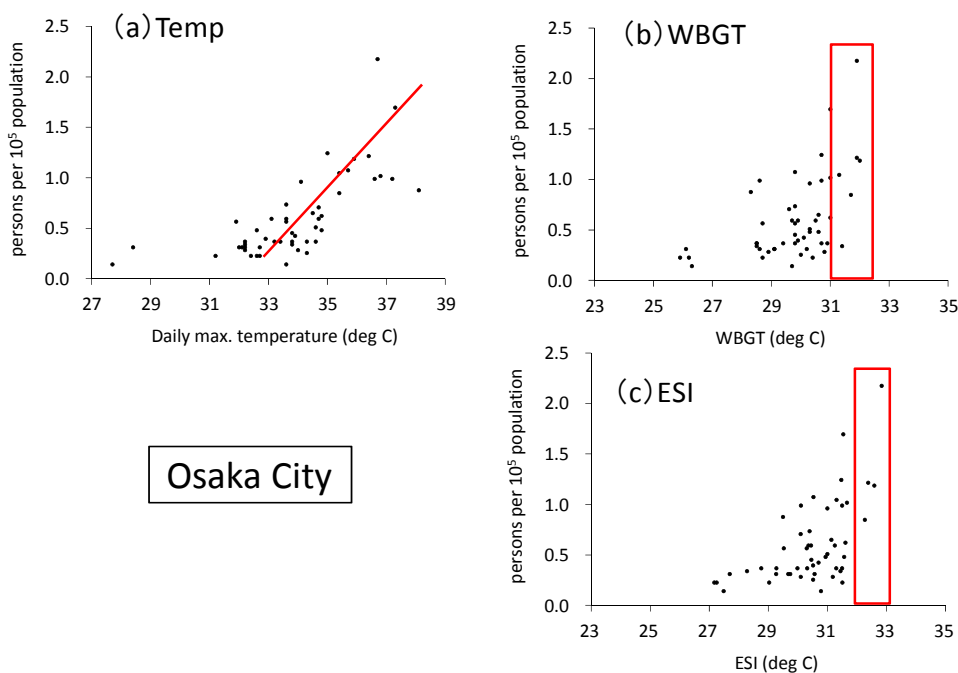 (a)Temp
persons per 10⁵ population
2.5
2.0
1.5
1.0
0.5
0.0
27 29 31 33 35 37 39
Daily max. temperature (deg C)
(b)WBGT
persons per 10⁵ population
2.5
2.0
1.5
1.0
0.5
0.0
23 25 27 29 31 33 35
WBGT (deg C)
Osaka City
(c)ESI
persons per 10⁵ population
2.5
2.0
1.5
1.0
0.5
0.0
23 25 27 29 31 33 35
ESI (deg C)